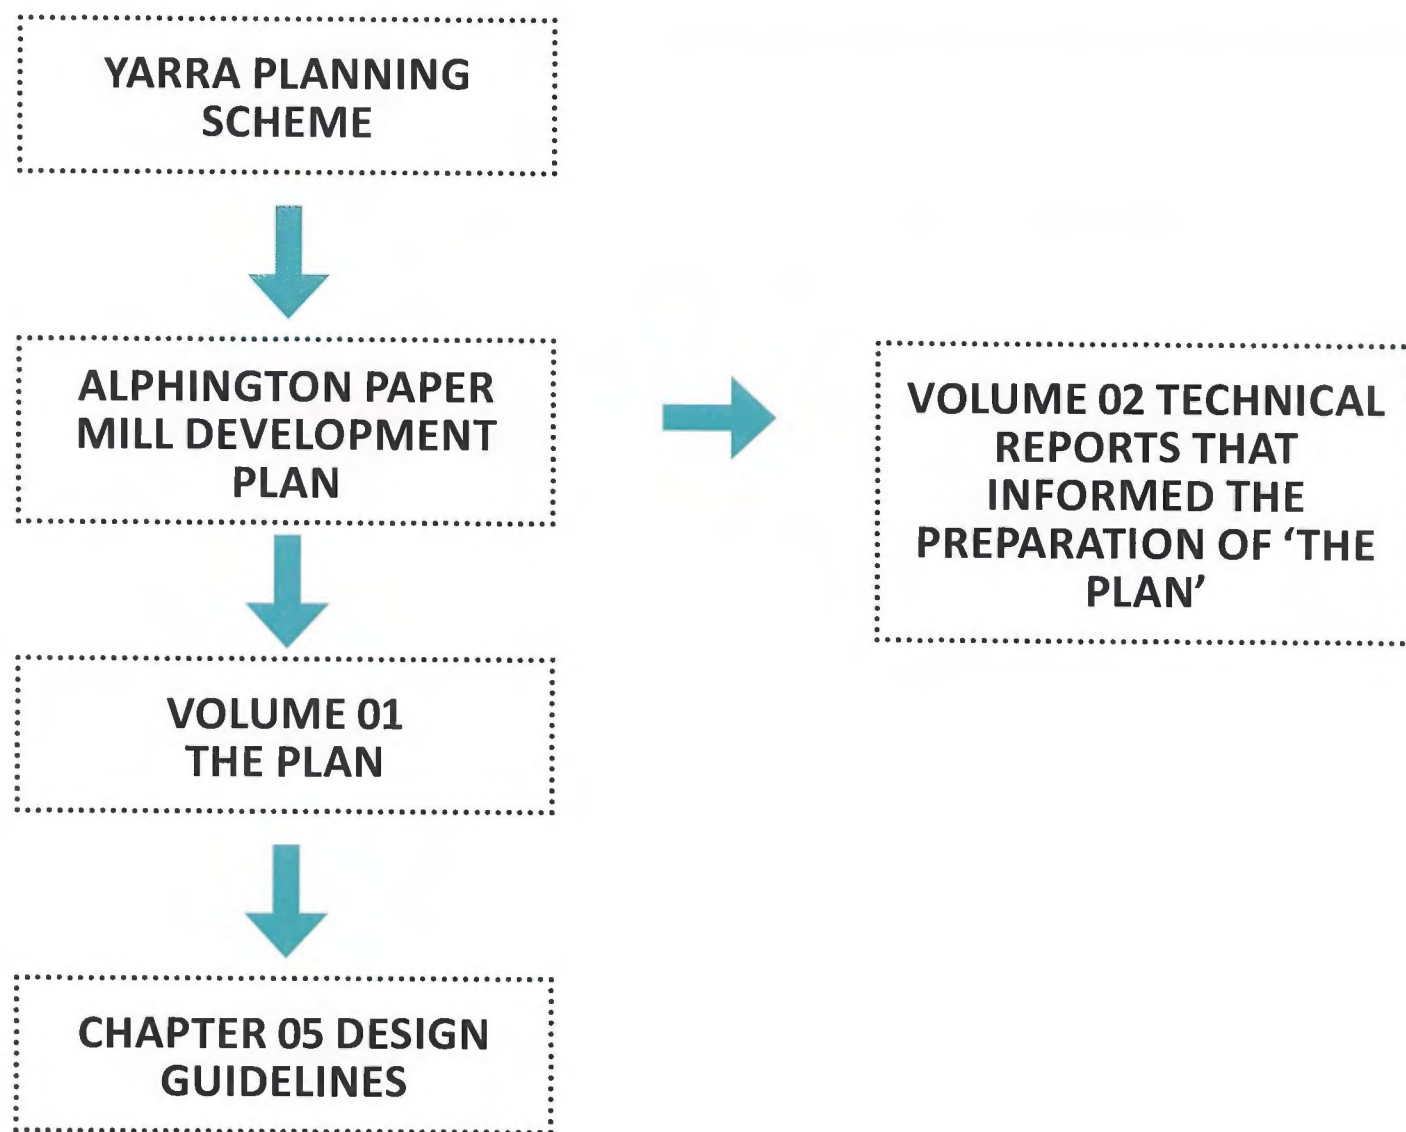 YARRA PLANNING
SCHEME
ALPHINGTON PAPER
MILL DEVELOPMENT
PLAN
VOLUME 02 TECHNICAL
REPORTS THAT
INFORMED THE
PREPARATION OF ‘THE
PLAN’
VOLUME 01
THE PLAN
CHAPTER 05 DESIGN
GUIDELINES